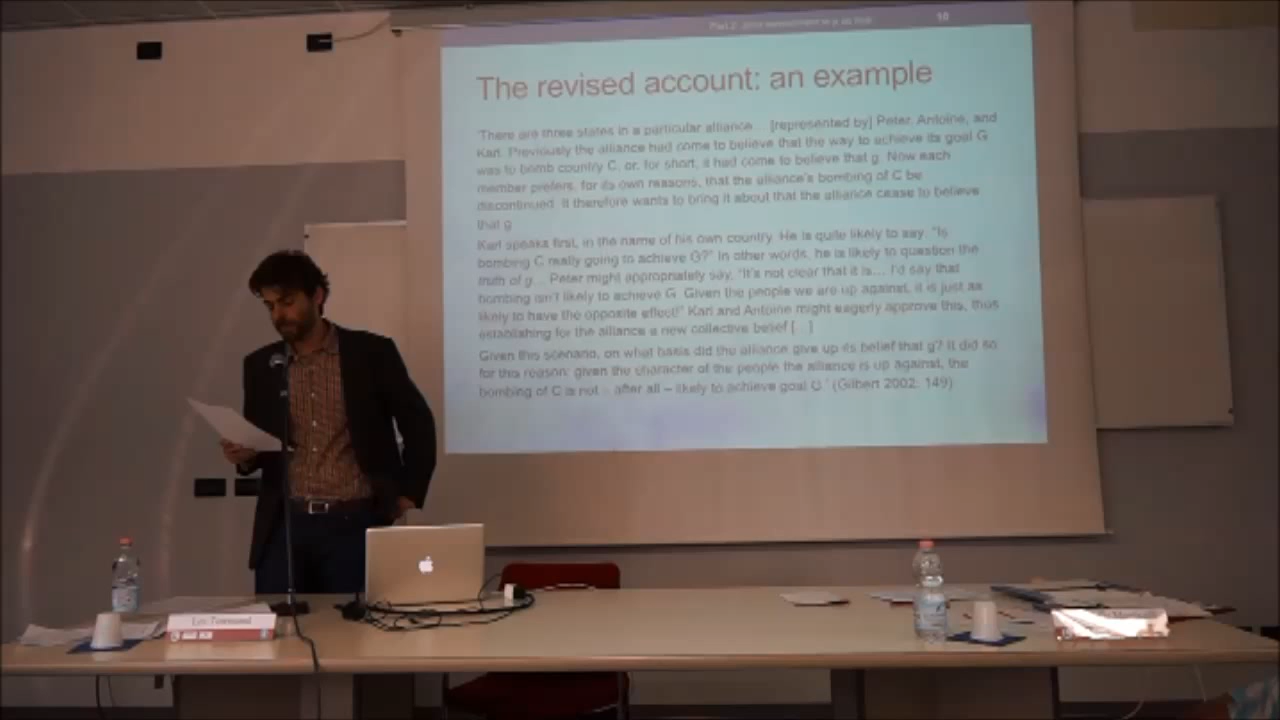 Part 2:
18
The revised account: an example
'There are three states in a particular alliance... [represented by] Peter, Antoine, and
Karl. Previously the alliance had come to believe that the way to achieve its goal G
was to bomb country C, or, for short, it had come to believe that g. Now each
member prefers, for its own reasons, that the alliance's bombing of C be
discontinued. It therefore wants to bring it about that the alliance cease to believe
that g.
Karl speaks first, in the name of his own country. He is quite likely to say, "Is
bombing C really going to achieve G?" In other words, he is likely to question the
truth of g... Peter might appropriately say, "It's not clear that it is... I'd say that
bombing isn't likely to achieve G. Given the people we are up against, it is just as
likely to have the opposite effect!" Karl and Antoine might eagerly approve this, thus
establishing for the alliance a new collective belief [...]
Given this scenario, on what basis did the alliance give up its belief that g? It did so
for this reason: given the character of the people the alliance is up against, the
bombing of C is not – after all – likely to achieve goal G.' (Gilbert 2002: 149)
Leo Townsend